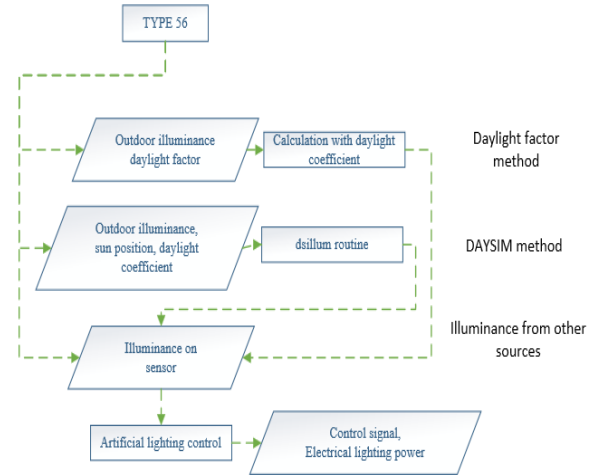 TYPE 56
Outdoor illuminance
daylight factor
Calculation with daylight
coefficient
Daylight factor
method
Outdoor illuminance,
sun position, daylight
coefficient
dsillum routine
DAYSIM method
Illuminance on
sensor
Illuminance from other
sources
Artificial lighting control
Control signal,
Electrical lighting power